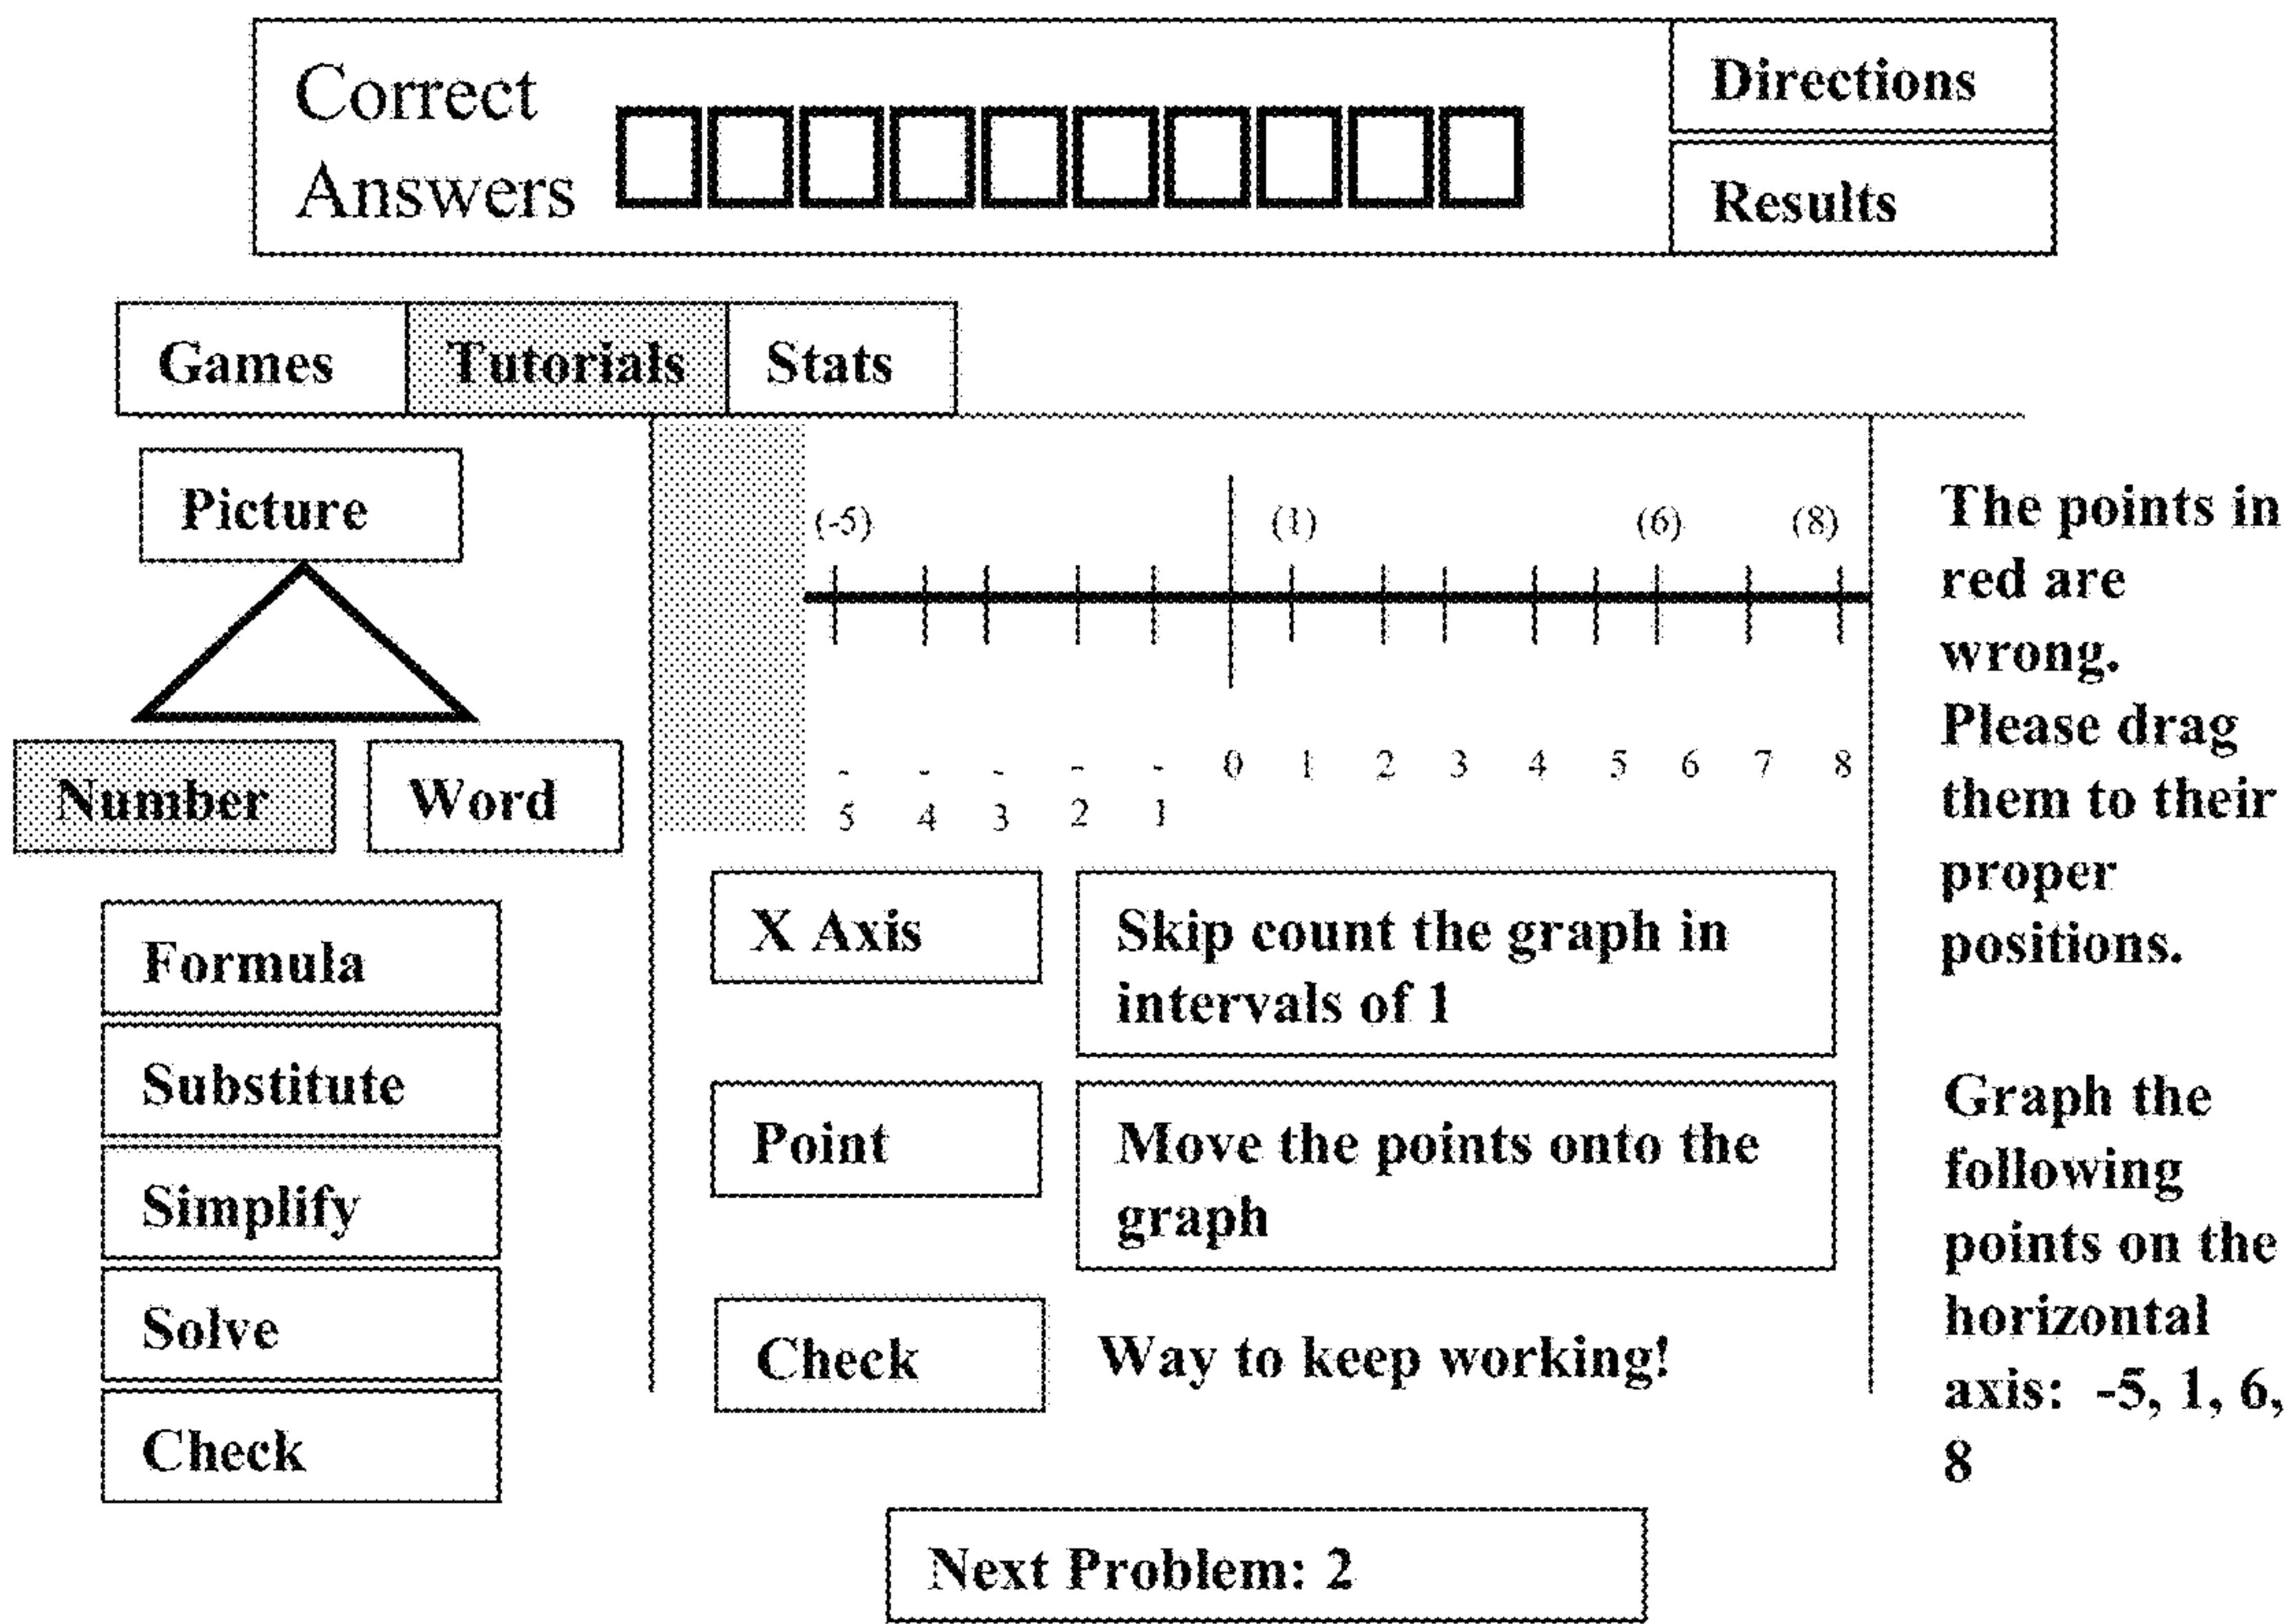 Correct
Answers
Directions
Results
Games
Tutorials
Stats
Picture
Number
Word
Formula
Substitute
Simplify
Solve
Check
(-5)
(1)
(6)
(8)
- - - - - 0 1 2 3 4 5 6 7 8
5 4 3 2 1
X Axis
Skip count the graph in
intervals of 1
Point
Move the points onto the
graph
Check
Way to keep working!
The points in
red are
wrong.
Please drag
them to their
proper
positions.
Graph the
following
points on the
horizontal
axis: -5, 1, 6,
8
Next Problem: 2